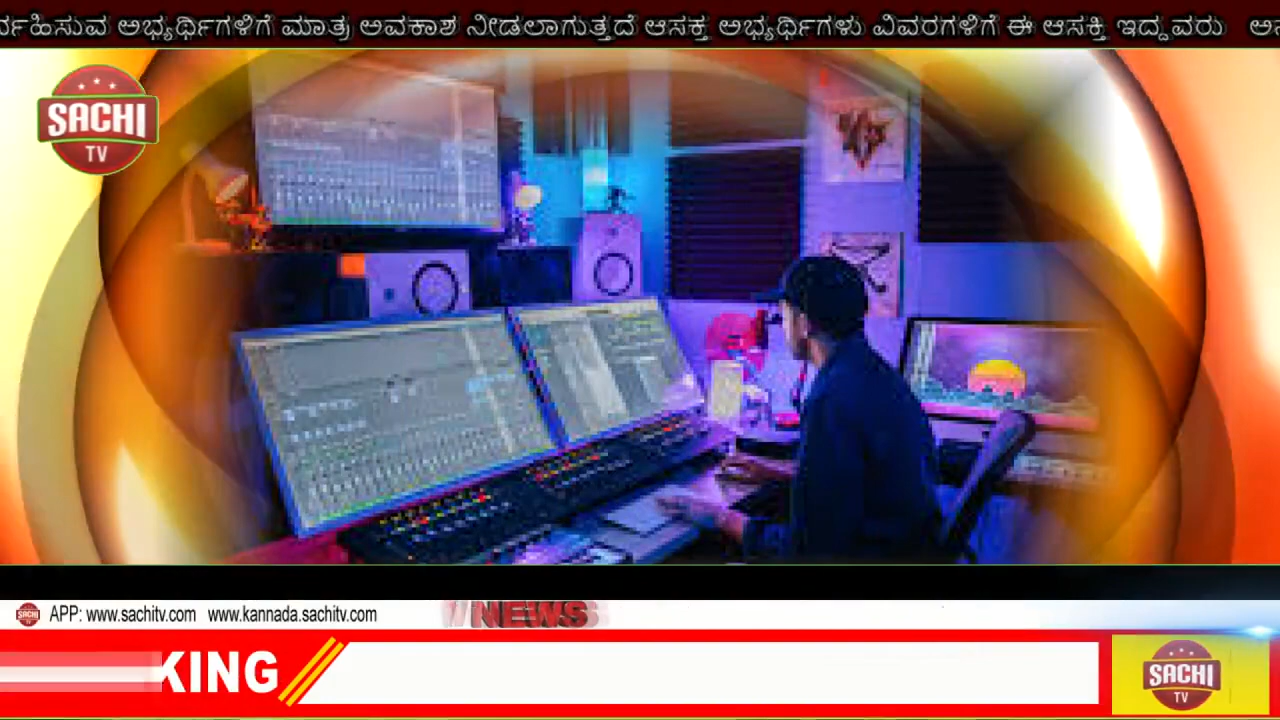 ರ್ವಹಿಸುವ ಅಭ್ಯರ್ಥಿಗಳಿಗೆ ಮಾತ್ರ ಅವಕಾಶ ನೀಡಲಾಗುತ್ತದೆ ಆಸಕ್ತ ಅಭ್ಯರ್ಥಿಗಳು ವಿವರಗಳಿಗೆ ಈ ಆಸಕ್ತಿ ಇದ್ದವರು
SACHI
TV
APP: www.sachitv.com www.kannada.sachitv.com
NEWS
KING
SACHI
TV